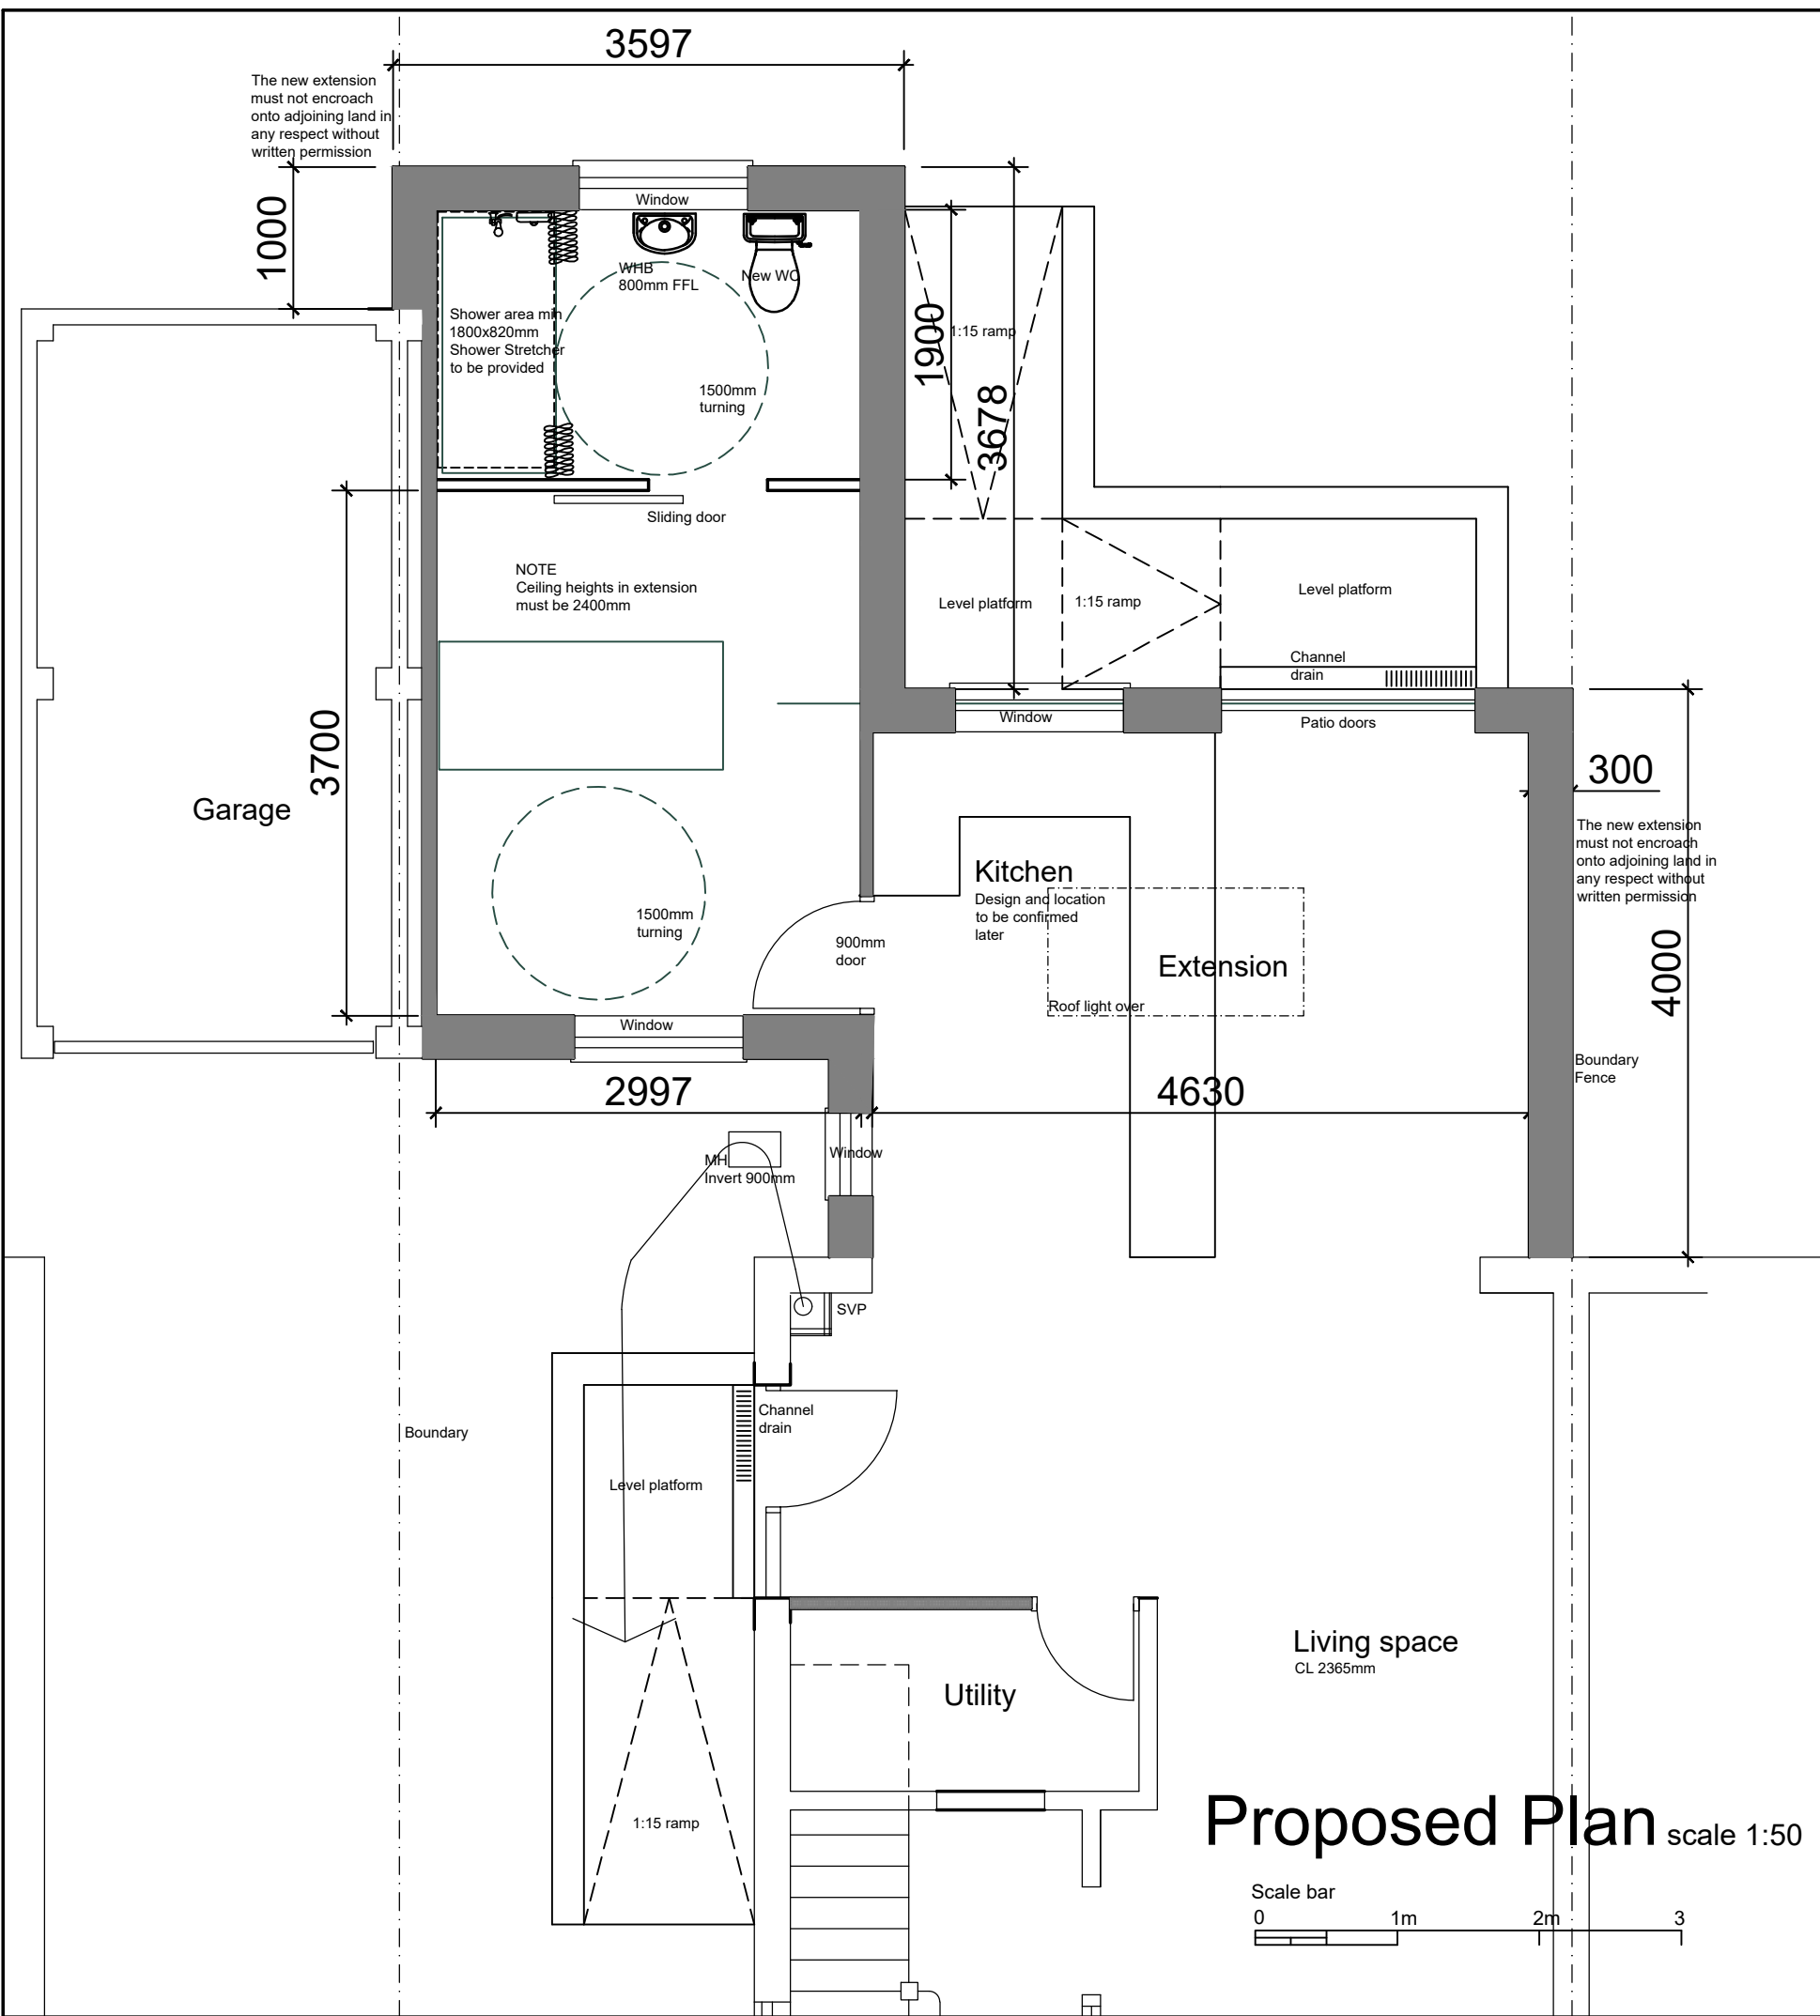 3597
The new extension
must not encroach
onto adjoining land in
any respect without
written permission
1000
Window
WHB
800mm FFL
New WC
Shower area min
1800x820mm
Shower Stretcher
to be provided
1500mm
turning
1900
1:15 ramp
3678
Sliding door
NOTE
Ceiling heights in extension
must be 2400mm
Level platform
1:15 ramp
Level platform
Channel
drain
Window
Patio doors
3700
Garage
300
The new extension
must not encroach
onto adjoining land in
any respect without
written permission
Kitchen
Design and location
to be confirmed
later
1500mm
turning
900mm
door
Extension
Roof light over
4000
Window
Boundary
Fence
2997
4630
MH
Invert 900mm
Window
SVP
Channel
drain
Boundary
Level platform
Living space
CL 2365mm
Utility
1:15 ramp
Proposed Plan scale 1:50
Scale bar
0 1m 2m 3